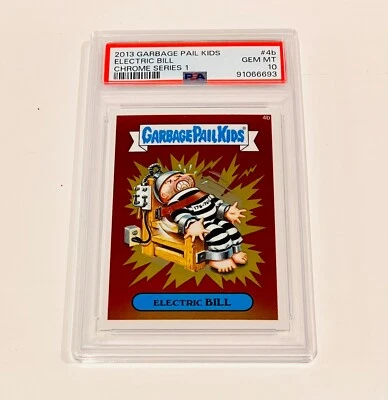 2013 GARBAGE PAIL KIDS #4b
ELECTRIC BILL GEM MT
CHROME SERIES 1 10
PSA 91066693
4b
GARBAGE PAIL KIDS
ELECTRIC BILL